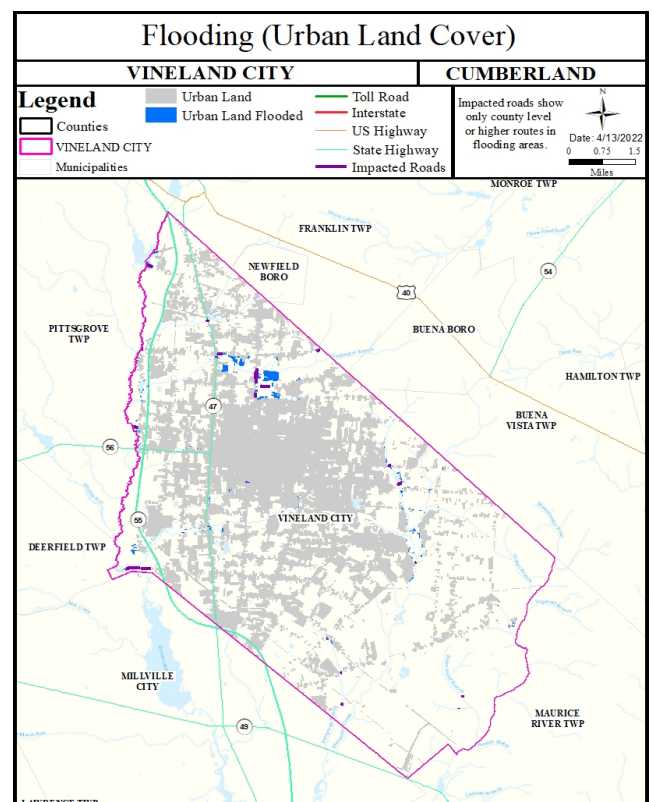 Flooding (Urban Land Cover)
VINELAND CITY
CUMBERLAND
Legend
Counties
VINELAND CITY
Municipalities
Urban Land
Urban Land Flooded
Toll Road
Interstate
US Highway
State Highway
Impacted Roads
Impacted roads show
only county level
or higher routes in
flooding areas.
N
Date: 4/13/2022
0 0.75 1.5
Miles
MONROE TWP
FRANKLIN TWP
NEWFIELD
BORO
54
40
PITTSGROVE
TWP
BUENA BORO
HAMILTON TWP
47
BUENA
VISTA TWP
56
55
VINELAND CITY
DEERFIELD TWP
MILLVILLE
CITY
MAURICE
RIVER TWP
49
LAWRENCE TWP